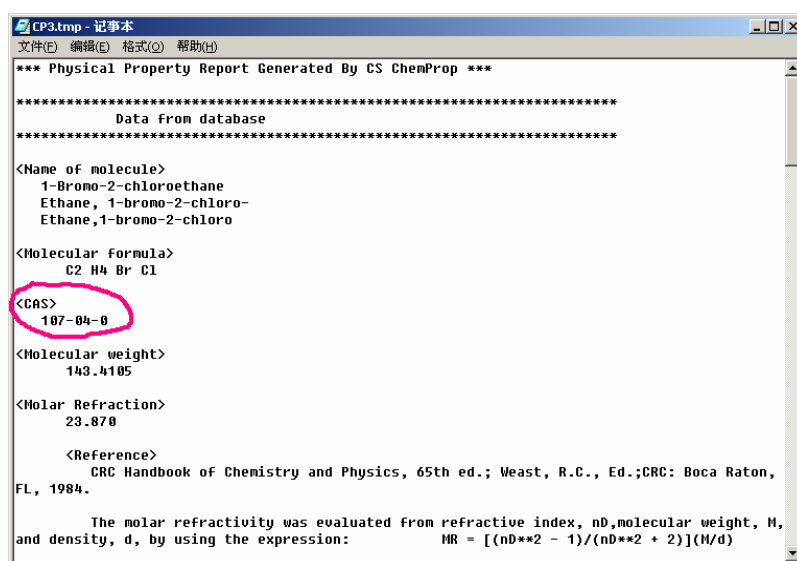 CP3.tmp - 记事本
文件(F) 编辑(E) 格式(O) 帮助(H)
*** Physical Property Report Generated By CS ChemProp ***
************************************************************************
Data from database
************************************************************************
<Name of molecule>
1-Bromo-2-chloroethane
Ethane, 1-bromo-2-chloro-
Ethane,1-bromo-2-chloro
<Molecular formula>
C2 H4 Br Cl
<CAS>
107-04-0
<Molecular weight>
143.4105
<Molar Refraction>
23.870
<Reference>
CRC Handbook of Chemistry and Physics, 65th ed.; Weast, R.C., Ed.;CRC: Boca Raton,
FL, 1984.
The molar refractivity was evaluated from refractive index, nD,molecular weight, M,
and density, d, by using the expression: MR = [(nD**2 - 1)/(nD**2 + 2)](M/d)